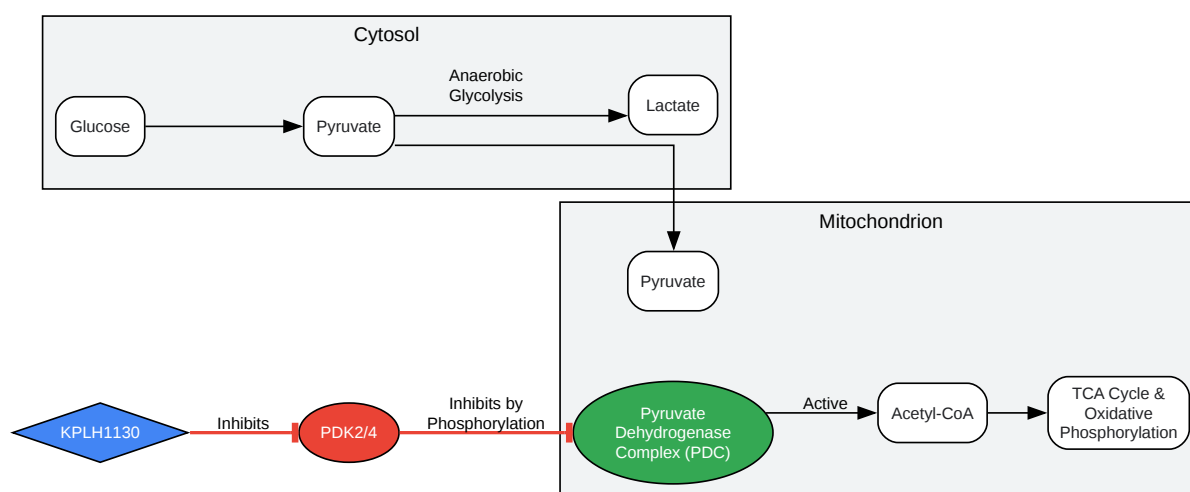 Cytosol
Anaerobic
Glycolysis
Glucose
Pyruvate
Lactate
Mitochondrion
Pyruvate
KPLH1130
Inhibits
PDK2/4
Inhibits by
Phosphorylation
Pyruvate
Dehydrogenase
Complex (PDC)
Active
Acetyl-CoA
TCA Cycle &
Oxidative
Phosphorylation